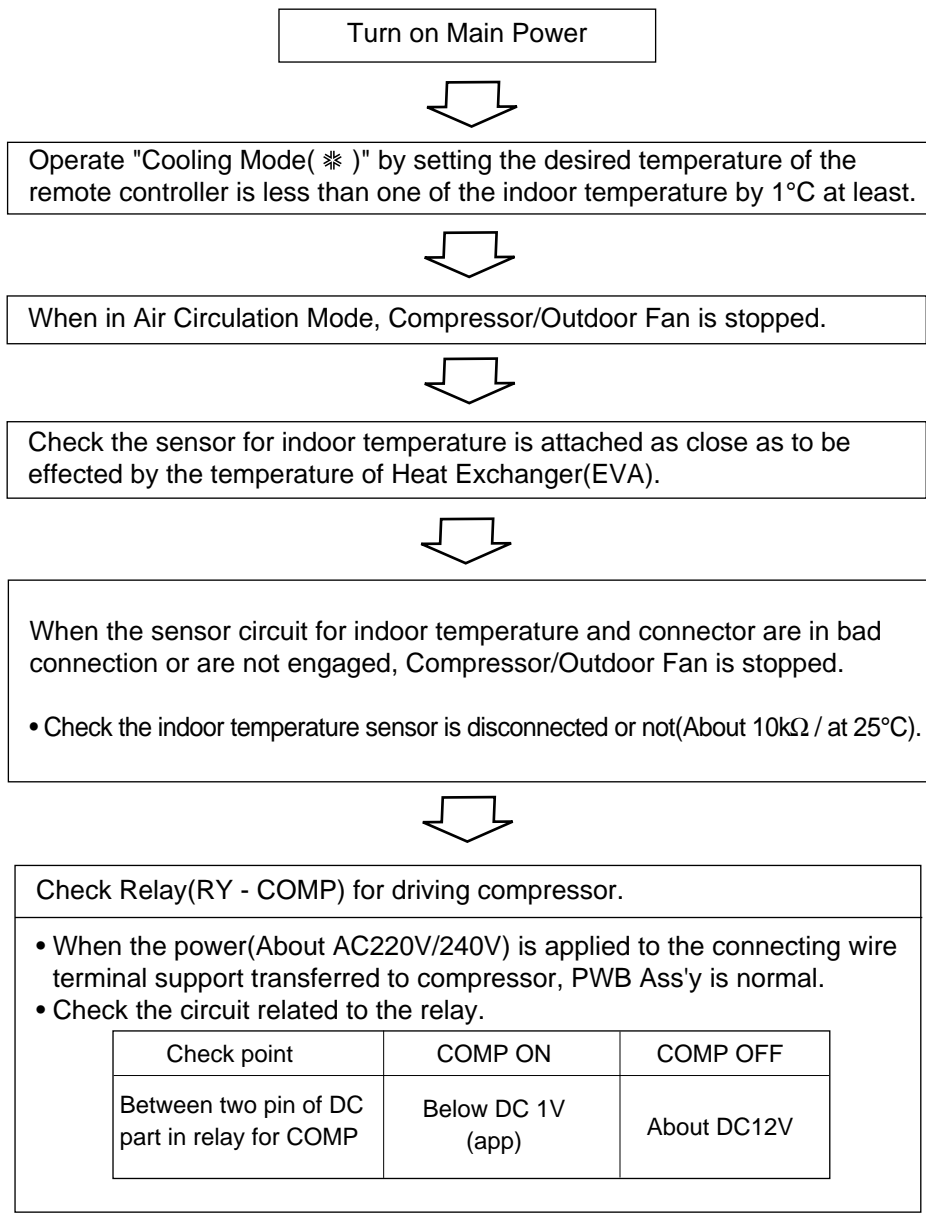 Turn on Main Power
Operate "Cooling Mode( ❋ )" by setting the desired temperature of the
remote controller is less than one of the indoor temperature by 1°C at least.
When in Air Circulation Mode, Compressor/Outdoor Fan is stopped.
Check the sensor for indoor temperature is attached as close as to be
effected by the temperature of Heat Exchanger(EVA).
When the sensor circuit for indoor temperature and connector are in bad
connection or are not engaged, Compressor/Outdoor Fan is stopped.
• Check the indoor temperature sensor is disconnected or not(About 10kΩ / at 25°C).
Check Relay(RY - COMP) for driving compressor.
• When the power(About AC220V/240V) is applied to the connecting wire
terminal support transferred to compressor, PWB Ass'y is normal.
• Check the circuit related to the relay.
Check point COMP ON COMP OFF
Between two pin of DC
part in relay for COMP
Below DC 1V
(app)
About DC12V